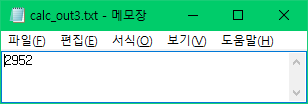 calc_out3.txt - 메모장
파일(F) 편집(E) 서식(O) 보기(V) 도움말(H)
2952